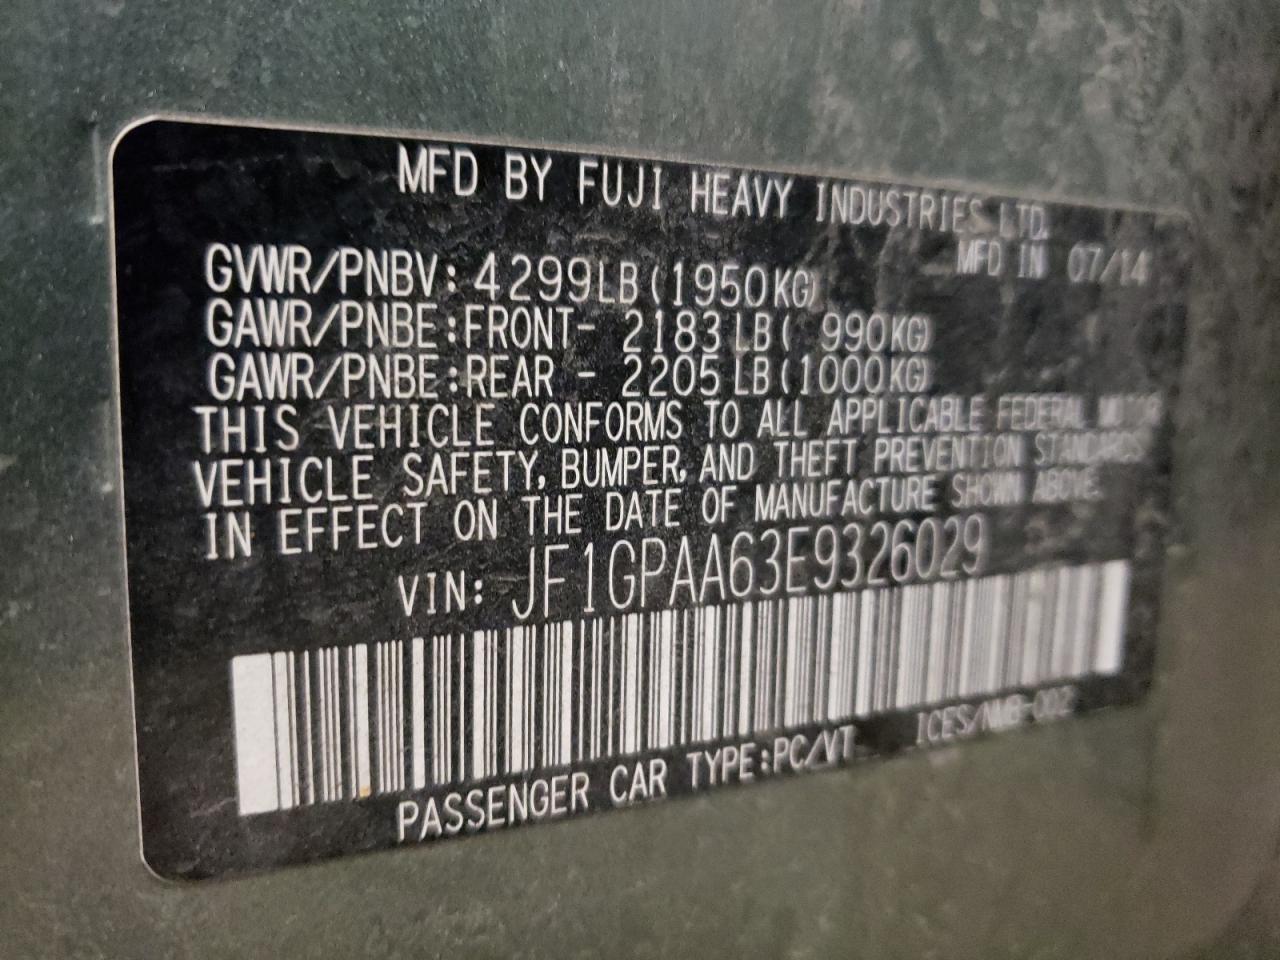 MFD BY FUJI HEAVY INDUSTRIES LTD.
MFD IN 07/14
GVWR/PNBV: 4299LB(1950KG)
GAWR/PNBE:FRONT- 2183LB( 990KG)
GAWR/PNBE:REAR - 2205LB(1000KG)
THIS VEHICLE CONFORMS TO ALL APPLICABLE FEDERAL MOTOR
VEHICLE SAFETY, BUMPER, AND THEFT PREVENTION STANDARDS
IN EFFECT ON THE DATE OF MANUFACTURE SHOWN ABOVE.
VIN: JF1GPAA63E9326029
PASSENGER CAR TYPE:PC/VT ICES/NMB-002